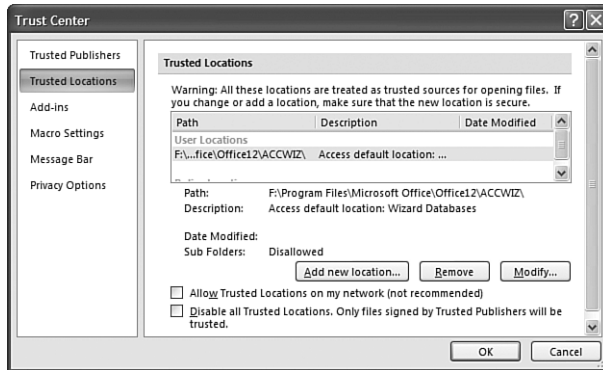 Trust Center
Trusted Publishers
Trusted Locations
Add-ins
Macro Settings
Message Bar
Privacy Options
Trusted Locations
Warning: All these locations are treated as trusted sources for opening files. If
you change or add a location, make sure that the new location is secure.
Path Description Date Modified
User Locations
F:\...fice\Office12\ACCWIZ\ Access default location: ...
Path: F:\Program Files\Microsoft Office\Office12\ACCWIZ\
Description: Access default location: Wizard Databases
Date Modified:
Sub Folders: Disallowed
Add new location... Remove Modify...
Allow Trusted Locations on my network (not recommended)
Disable all Trusted Locations. Only files signed by Trusted Publishers will be
trusted.
OK Cancel